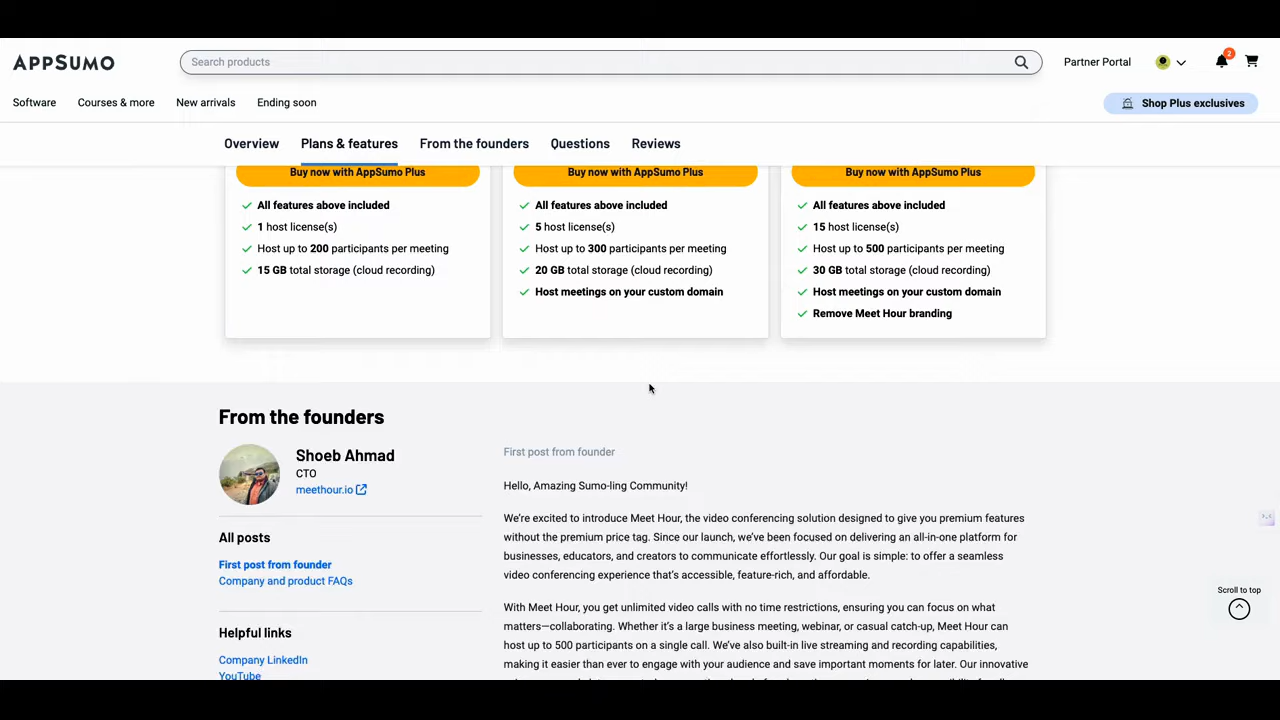 APPSUMO
Search products
Partner Portal
2
Software
Courses & more
New arrivals
Ending soon
Shop Plus exclusives
Overview
Plans & features
From the founders
Questions
Reviews
Buy now with AppSumo Plus
All features above included
1 host license(s)
Host up to 200 participants per meeting
15 GB total storage (cloud recording)
Buy now with AppSumo Plus
All features above included
5 host license(s)
Host up to 300 participants per meeting
20 GB total storage (cloud recording)
Host meetings on your custom domain
Buy now with AppSumo Plus
All features above included
15 host license(s)
Host up to 500 participants per meeting
30 GB total storage (cloud recording)
Host meetings on your custom domain
Remove Meet Hour branding
From the founders
Shoeb Ahmad
CTO
meethour.io
All posts
First post from founder
Company and product FAQs
Helpful links
Company LinkedIn
YouTube
First post from founder
Hello, Amazing Sumo-ling Community!
We're excited to introduce Meet Hour, the video conferencing solution designed to give you premium features
without the premium price tag. Since our launch, we've been focused on delivering an all-in-one platform for
businesses, educators, and creators to communicate effortlessly. Our goal is simple: to offer a seamless
video conferencing experience that's accessible, feature-rich, and affordable.
With Meet Hour, you get unlimited video calls with no time restrictions, ensuring you can focus on what
matters—collaborating. Whether it's a large business meeting, webinar, or casual catch-up, Meet Hour can
host up to 500 participants on a single call. We've also built-in live streaming and recording capabilities,
making it easier than ever to engage with your audience and save important moments for later. Our innovative
Scroll to top